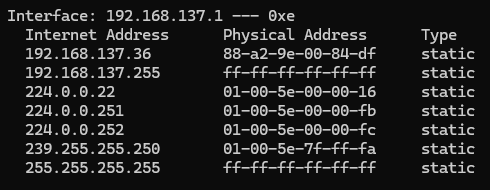 Interface: 192.168.137.1 --- 0xe
Internet Address Physical Address Type
192.168.137.36 88-a2-9e-00-84-df static
192.168.137.255 ff-ff-ff-ff-ff-ff static
224.0.0.22 01-00-5e-00-00-16 static
224.0.0.251 01-00-5e-00-00-fb static
224.0.0.252 01-00-5e-00-00-fc static
239.255.255.250 01-00-5e-7f-ff-fa static
255.255.255.255 ff-ff-ff-ff-ff-ff static